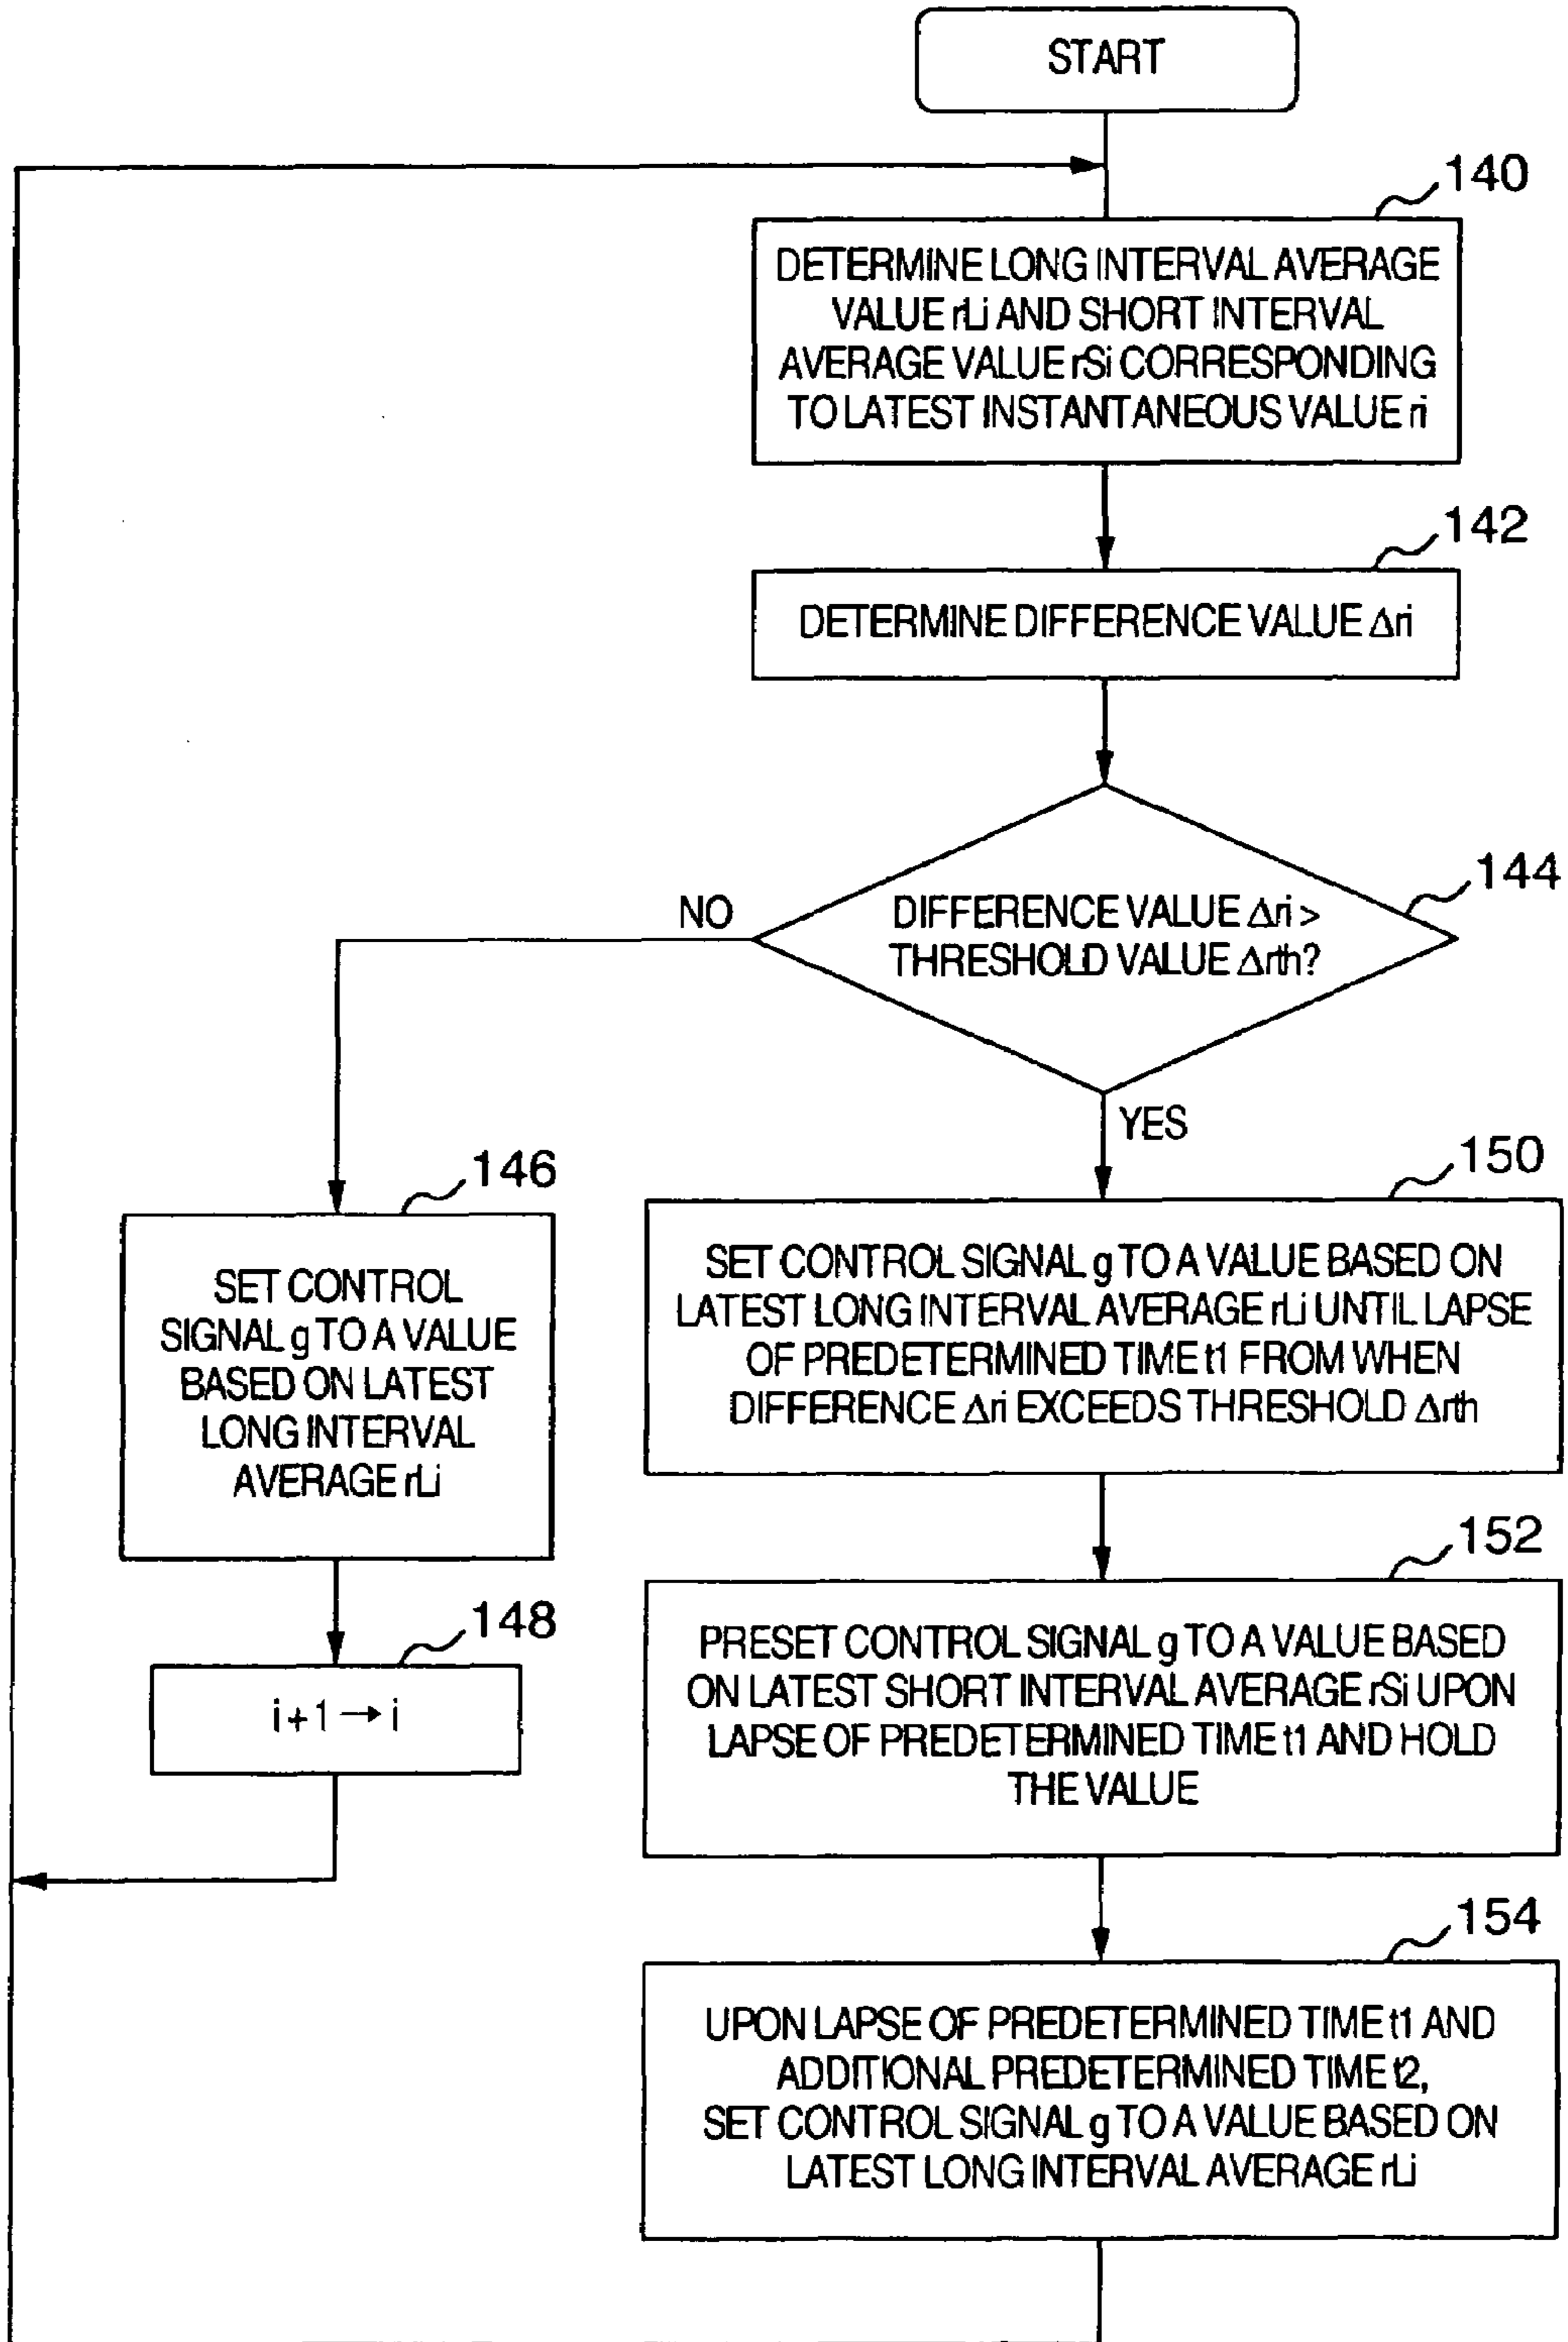 START
140
DETERMINE LONG INTERVAL AVERAGE
VALUE rLi AND SHORT INTERVAL
AVERAGE VALUE rSi CORRESPONDING
TO LATEST INSTANTANEOUS VALUE ri
142
DETERMINE DIFFERENCE VALUE Δri
144
DIFFERENCE VALUE Δri >
THRESHOLD VALUE Δrth?
NO
YES
146
SET CONTROL
SIGNAL g TO A VALUE
BASED ON LATEST
LONG INTERVAL
AVERAGE rLi
148
i+1 → i
150
SET CONTROL SIGNAL g TO A VALUE BASED ON
LATEST LONG INTERVAL AVERAGE rLi UNTIL LAPSE
OF PREDETERMINED TIME t1 FROM WHEN
DIFFERENCE Δri EXCEEDS THRESHOLD Δrth
152
PRESET CONTROL SIGNAL g TO A VALUE BASED
ON LATEST SHORT INTERVAL AVERAGE rSi UPON
LAPSE OF PREDETERMINED TIME t1 AND HOLD
THE VALUE
154
UPON LAPSE OF PREDETERMINED TIME t1 AND
ADDITIONAL PREDETERMINED TIME t2,
SET CONTROL SIGNAL g TO A VALUE BASED ON
LATEST LONG INTERVAL AVERAGE rLi